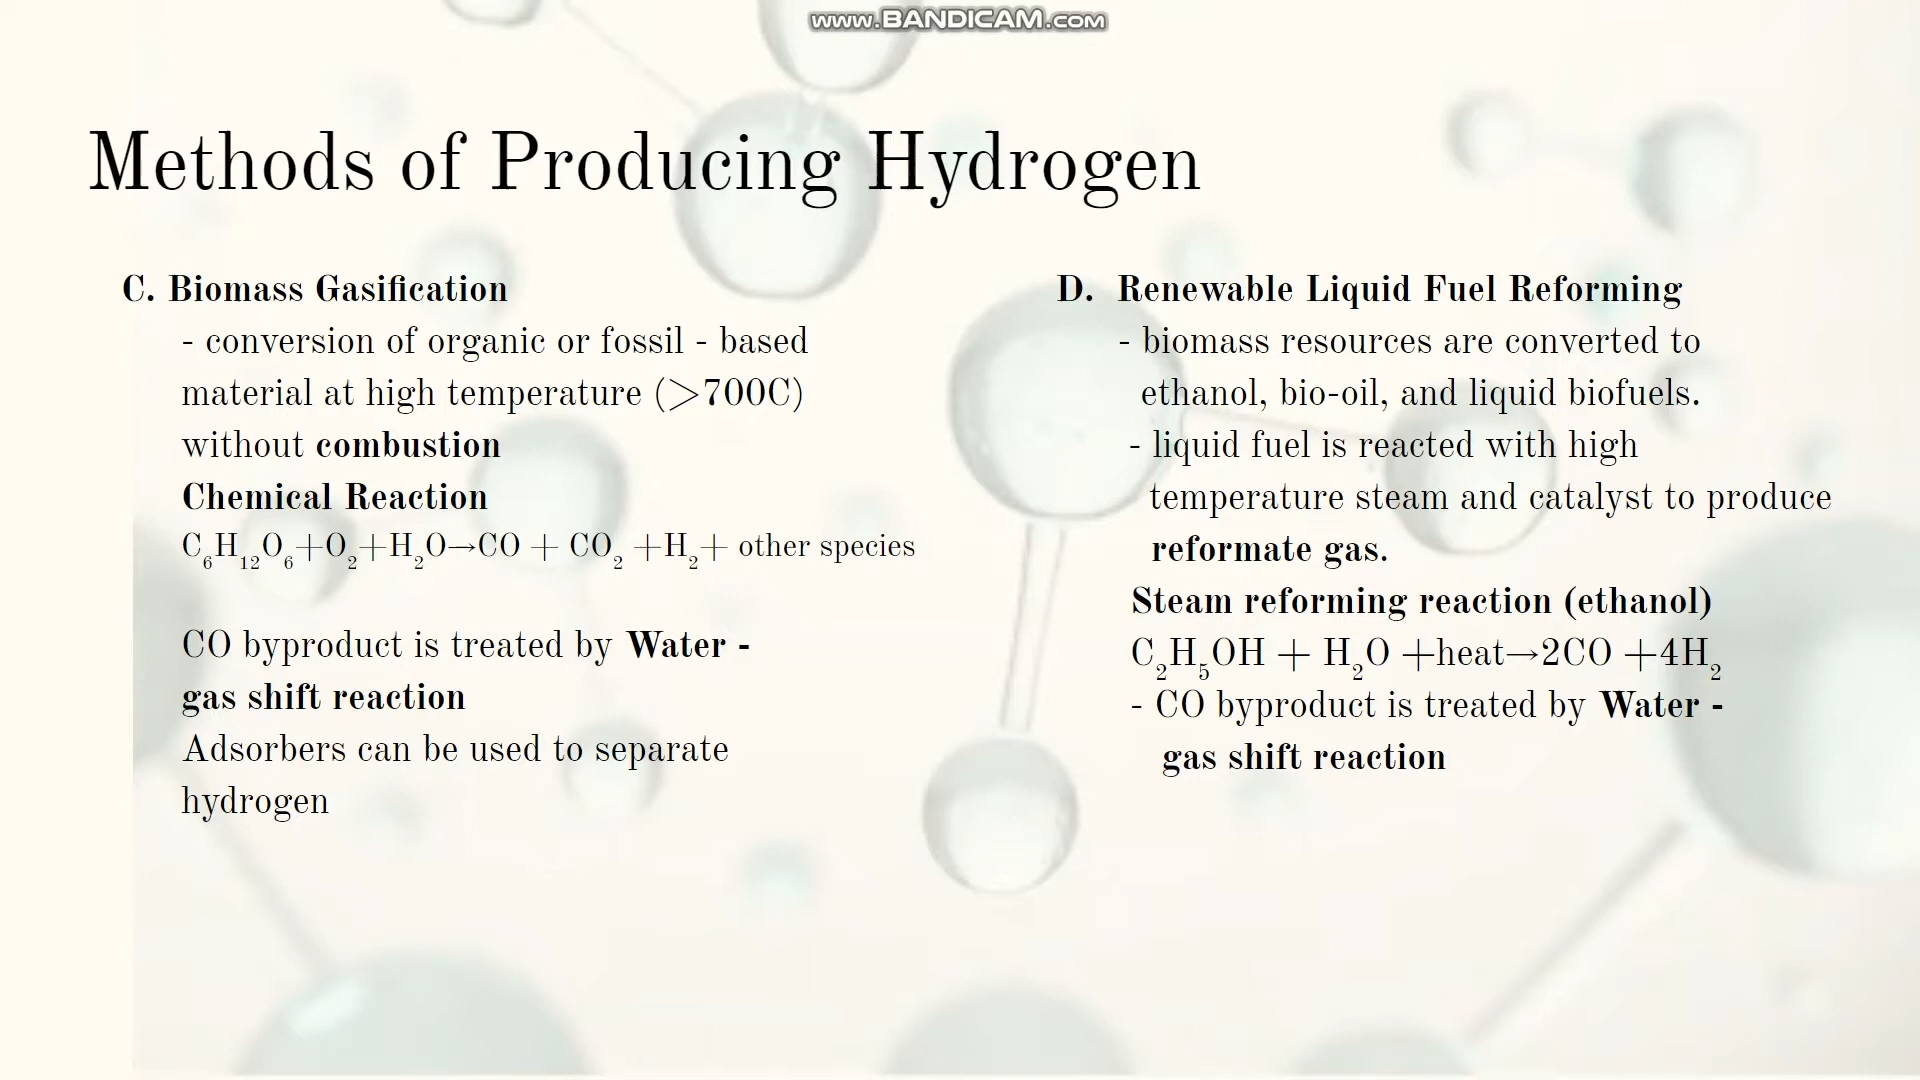 www.BANDICAM.com
Methods of Producing Hydrogen
C. Biomass Gasification
- conversion of organic or fossil - based
material at high temperature (>700C)
without combustion
Chemical Reaction
C₆H₁₂O₆+O₂+H₂O→CO + CO₂ +H₂+ other species
CO byproduct is treated by Water -
gas shift reaction
Adsorbers can be used to separate
hydrogen
D. Renewable Liquid Fuel Reforming
- biomass resources are converted to
ethanol, bio-oil, and liquid biofuels.
- liquid fuel is reacted with high
temperature steam and catalyst to produce
reformate gas.
Steam reforming reaction (ethanol)
C₂H₅OH + H₂O +heat→2CO +4H₂
- CO byproduct is treated by Water -
gas shift reaction